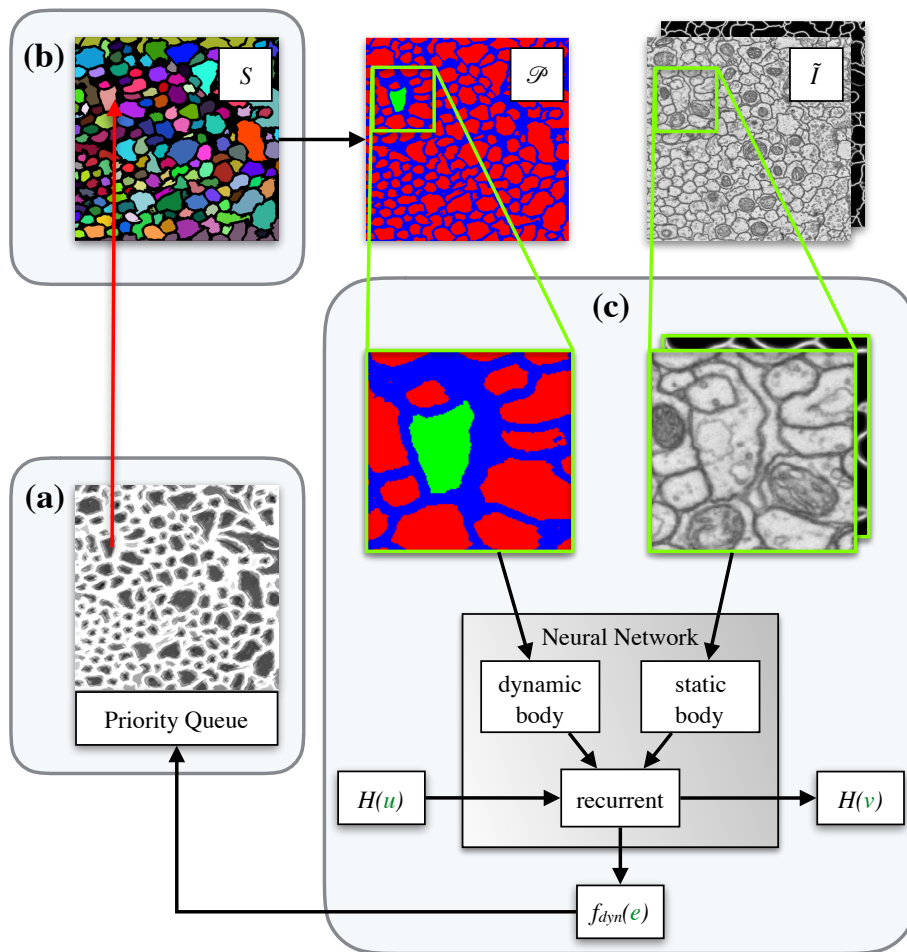 (b)
S
𝒫
Ĩ
(c)
(a)
Priority Queue
Neural Network
dynamic
body
static
body
H(u)
recurrent
H(v)
f_dyn(e)